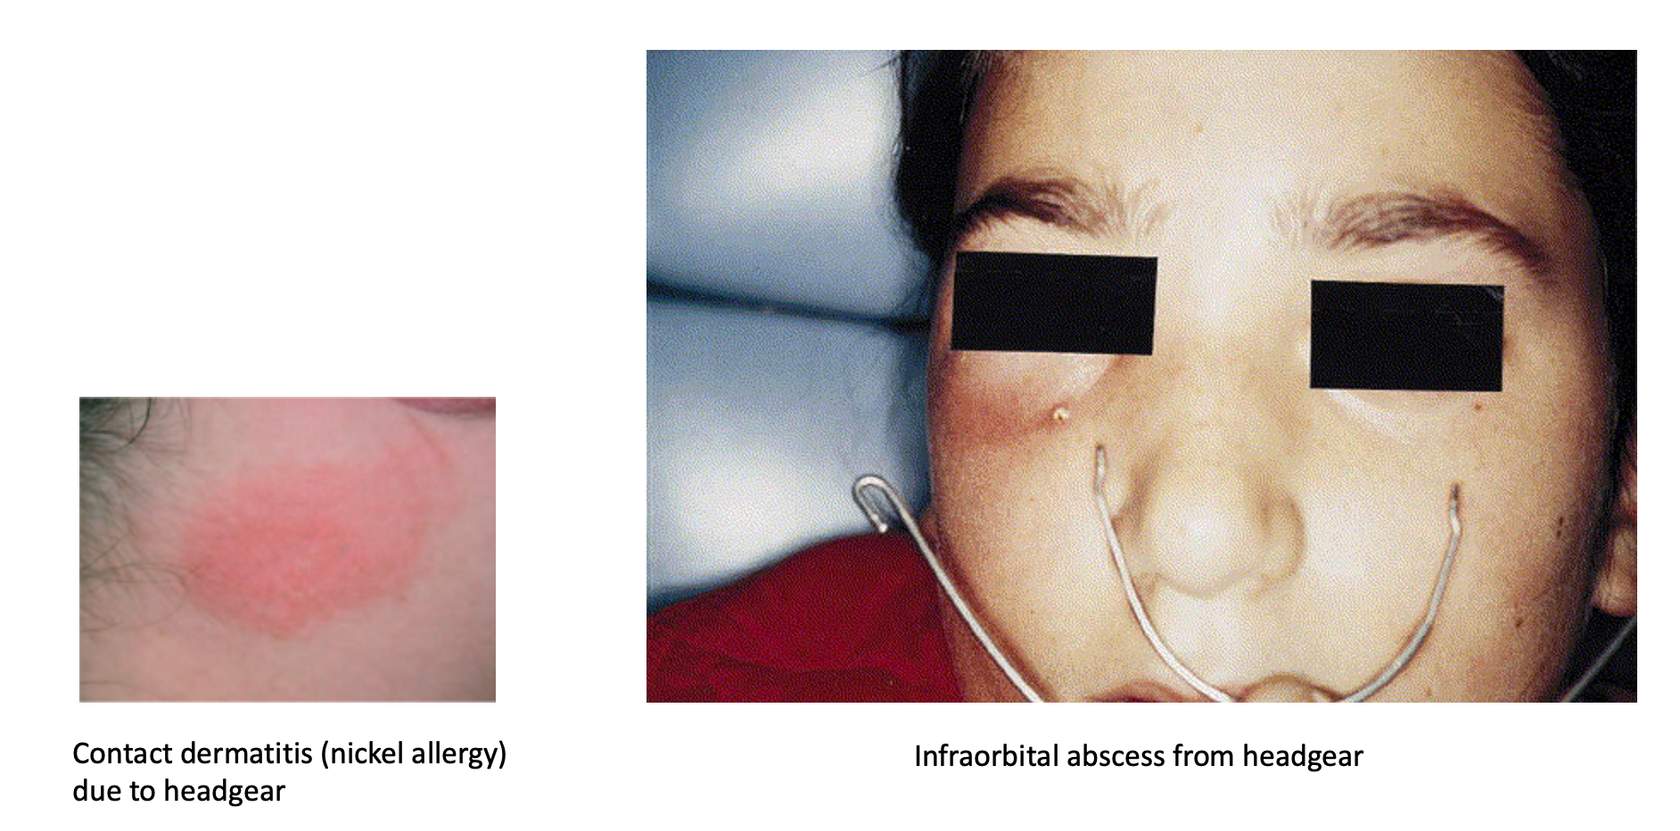 Contact dermatitis (nickel allergy)
due to headgear
Infraorbital abscess from headgear